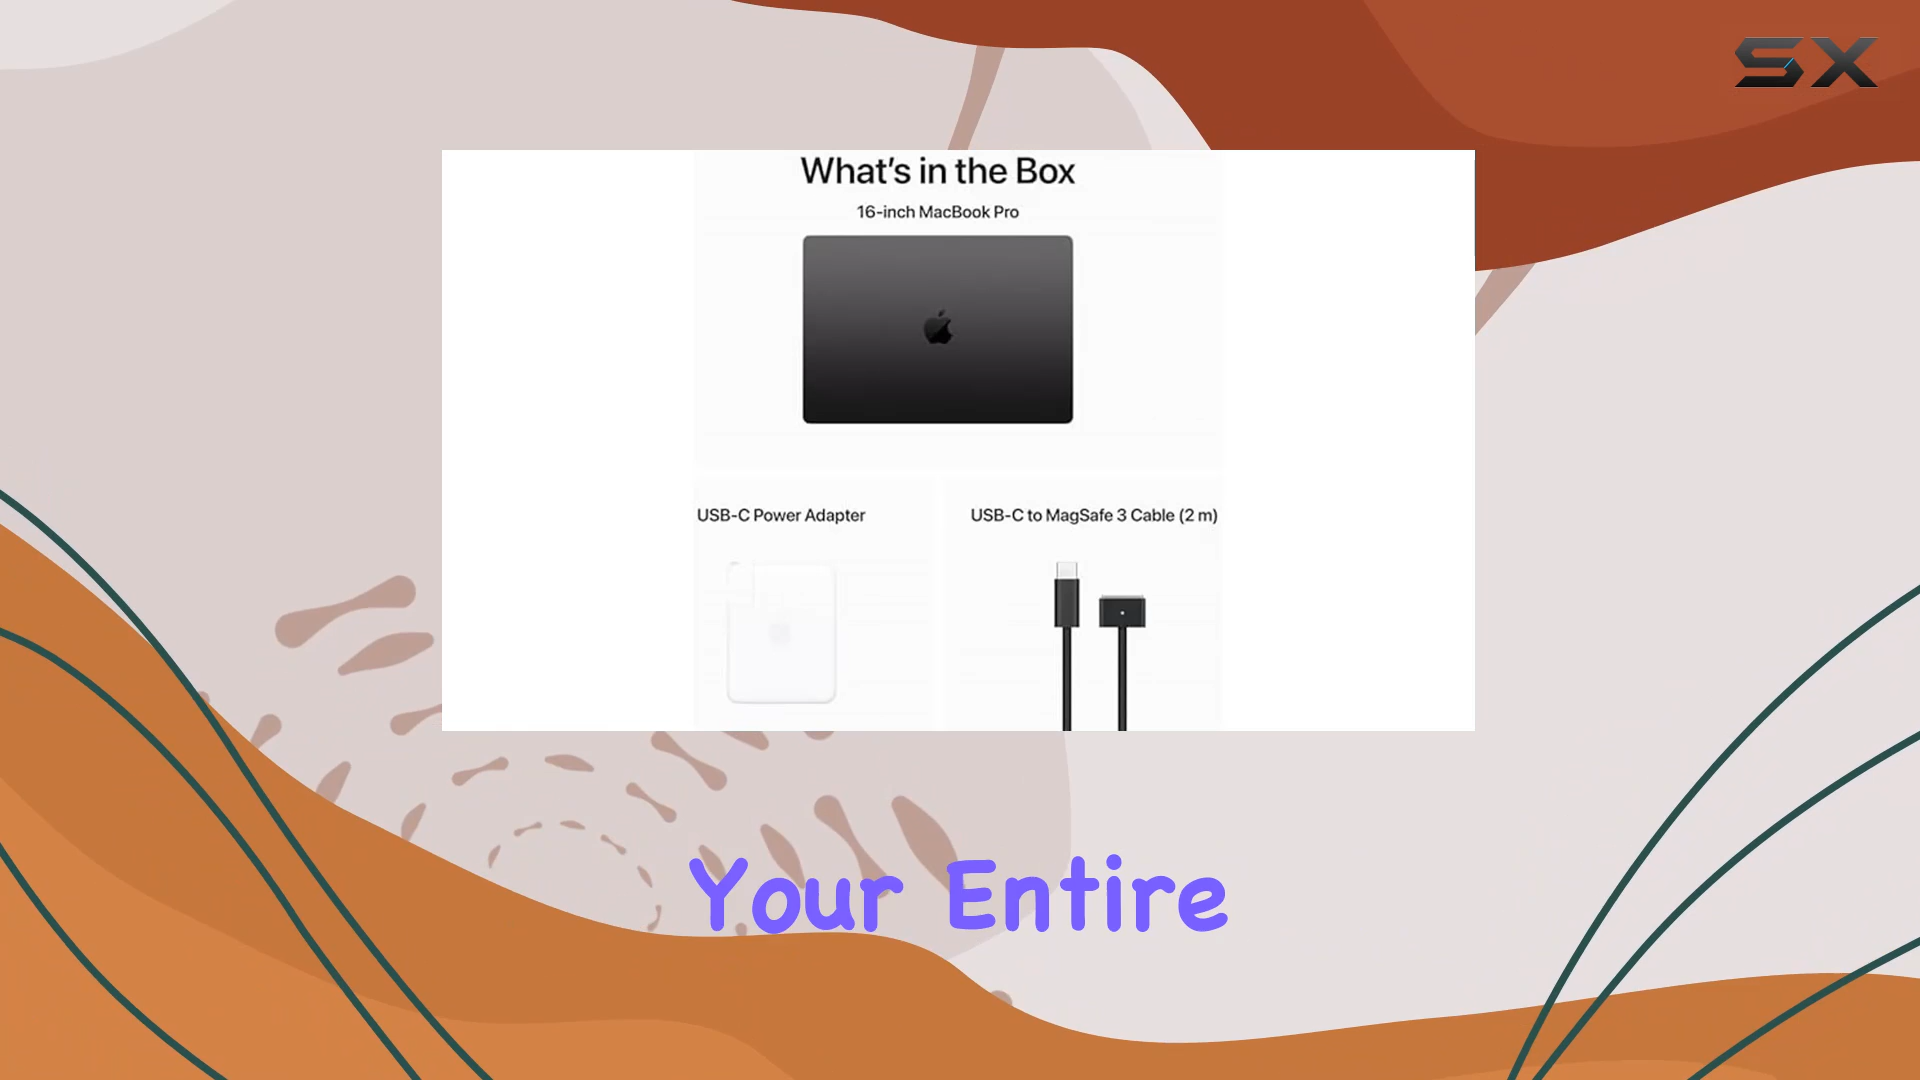 SX
What's in the Box
16-inch MacBook Pro
USB-C Power Adapter
USB-C to MagSafe 3 Cable (2 m)
Your Entire